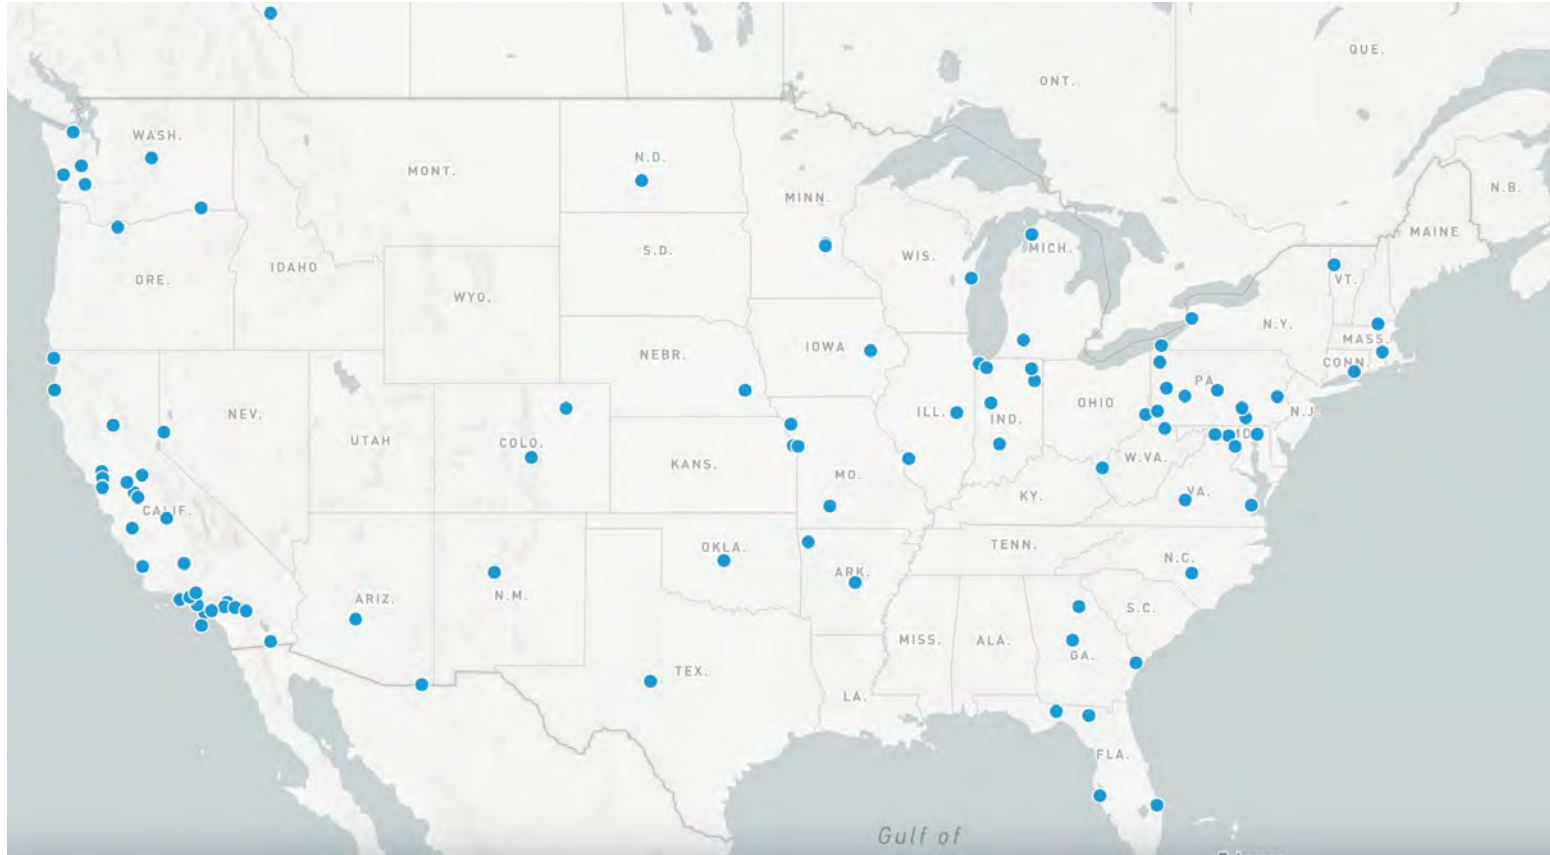 QUE.
ONT.
WASH.
N.D.
MONT.
N.B.
MINN.
MAINE
S.D.
MICH.
WIS.
IDAHO
ORE.
VT.
WYO.
N.Y.
MASS.
IOWA
NEBR.
CONN.
PA.
OHIO
ILL.
N.J.
NEV.
IND.
MD.
UTAH
COLO.
W.VA.
KANS.
MO.
VA.
KY.
CALIF.
TENN.
OKLA.
N.C.
ARK.
N.M.
ARIZ.
S.C.
MISS.
ALA.
GA.
TEX.
LA.
FLA.
Gulf of